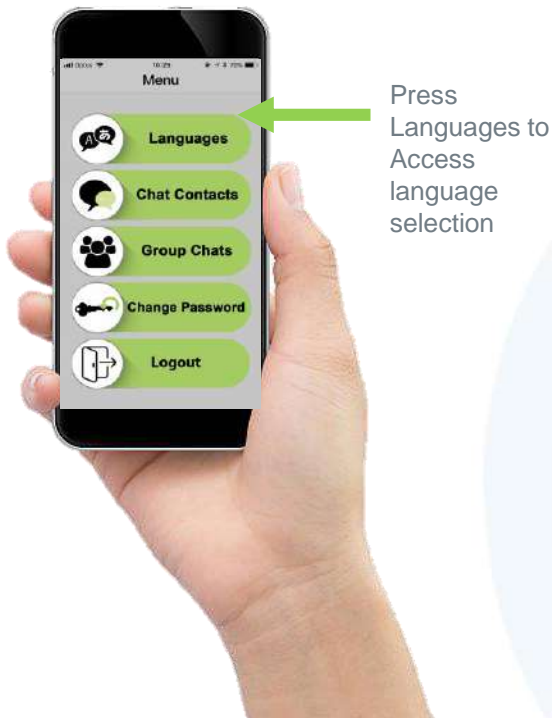 Menu
Languages
Chat Contacts
Group Chats
Change Password
Logout
Press
Languages to
Access
language
selection